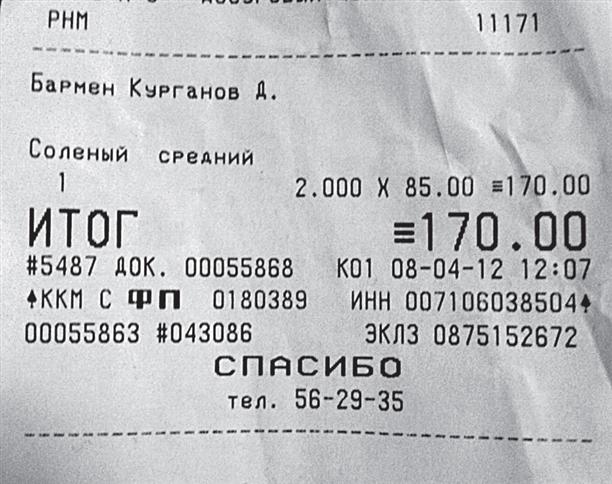 РНМ 11171
Бармен Курганов Д.
Соленый средний
1 2.000 X 85.00 ≡170.00
ИТОГ ≡170.00
#5487 ДОК. 00055868 К01 08-04-12 12:07
♠ККМ С ФП 0180389 ИНН 007106038504♠
00055863 #043086 ЭКЛЗ 0875152672
СПАСИБО
тел. 56-29-35